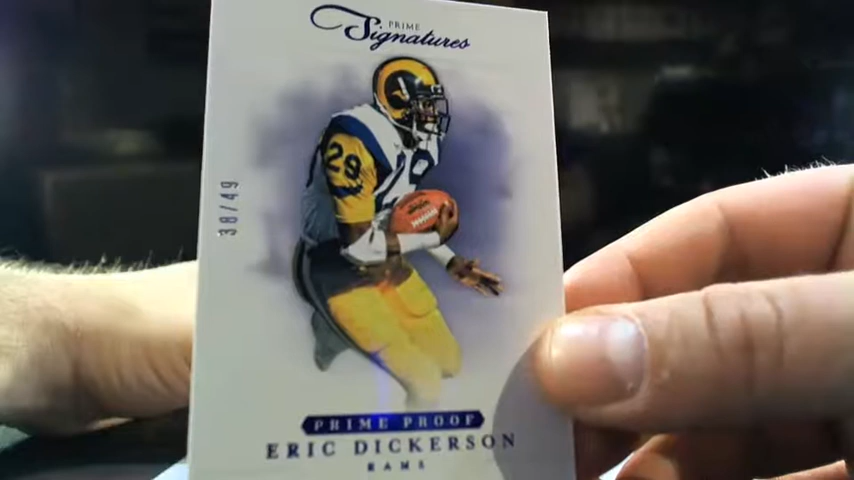 PRIME
Signatures
29
38/49
PRIME PROOF
ERIC DICKERSON
RAMS